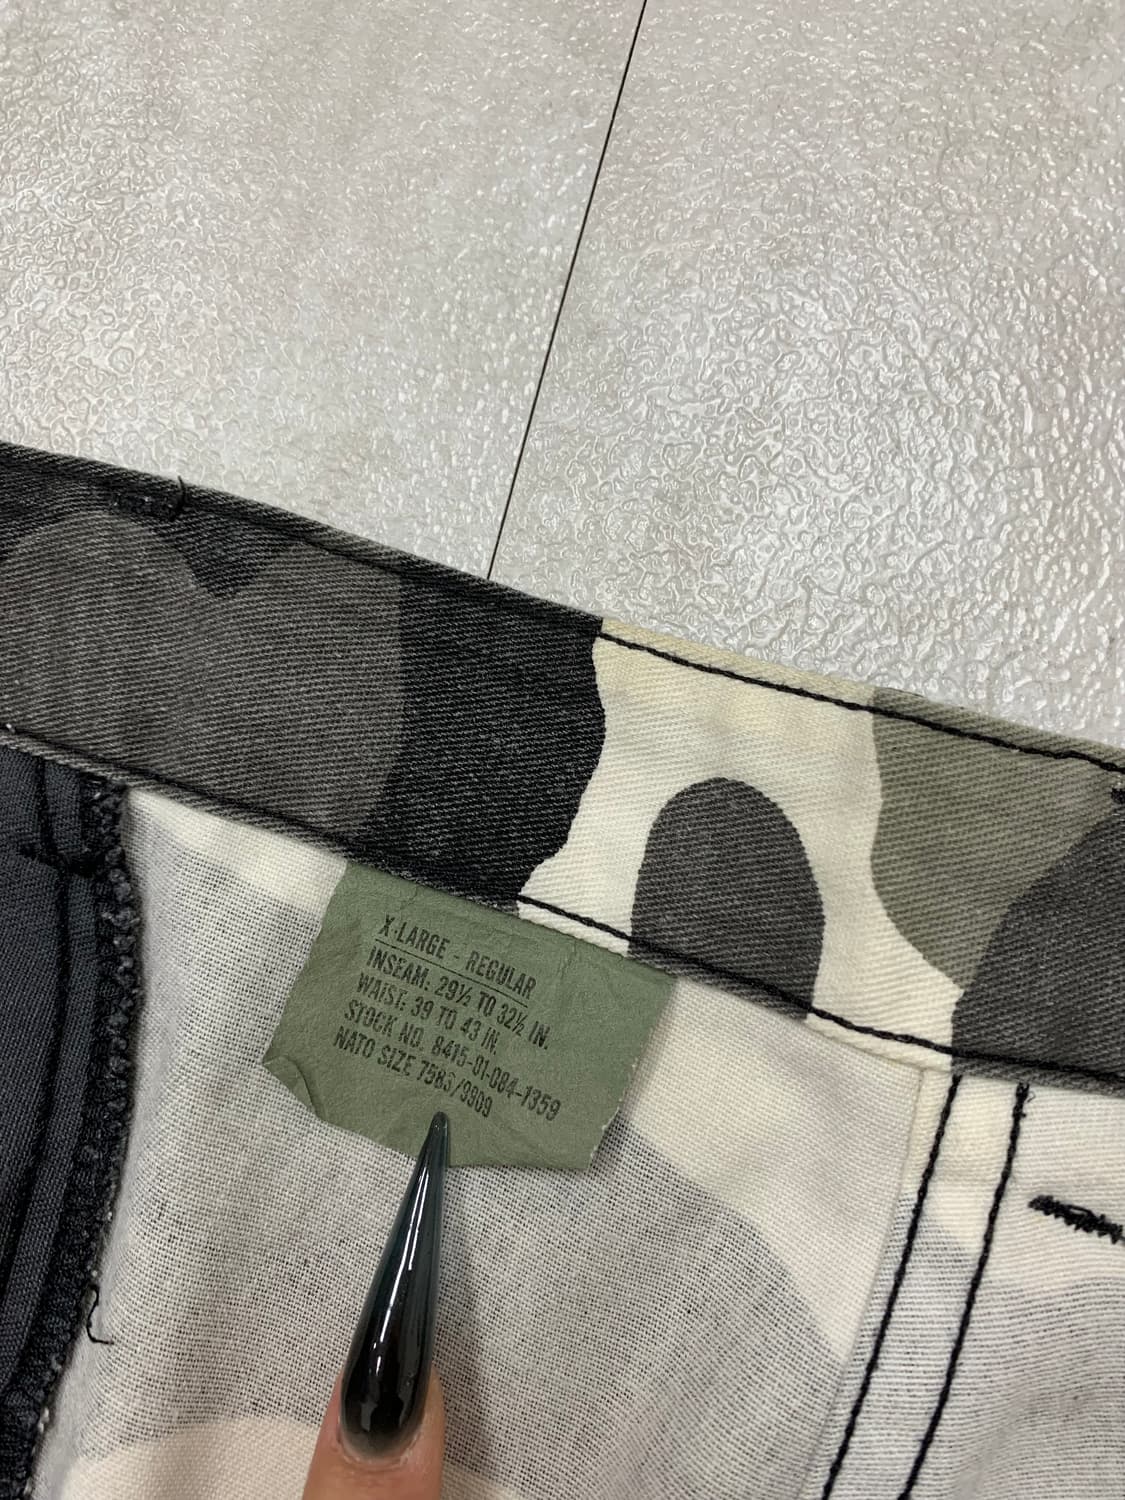 X-LARGE - REGULAR
INSEAM: 29½ TO 32½ IN.
WAIST: 39 TO 43 IN.
STOCK NO. 8415-01-084-1359
NATO SIZE 7583/9909